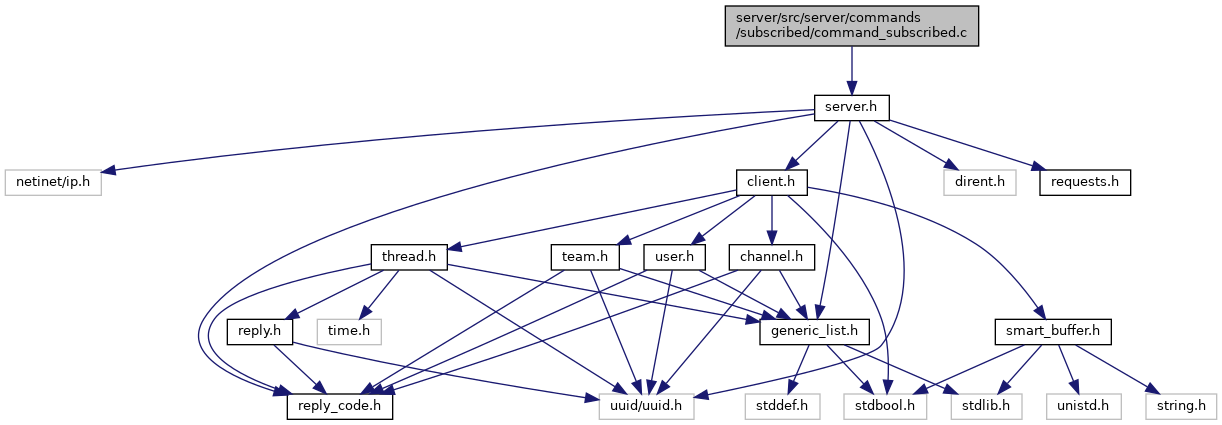 server/src/server/commands
/subscribed/command_subscribed.c
server.h
netinet/ip.h
client.h
dirent.h
requests.h
thread.h
team.h
user.h
channel.h
reply.h
time.h
generic_list.h
smart_buffer.h
reply_code.h
uuid/uuid.h
stddef.h
stdbool.h
stdlib.h
unistd.h
string.h